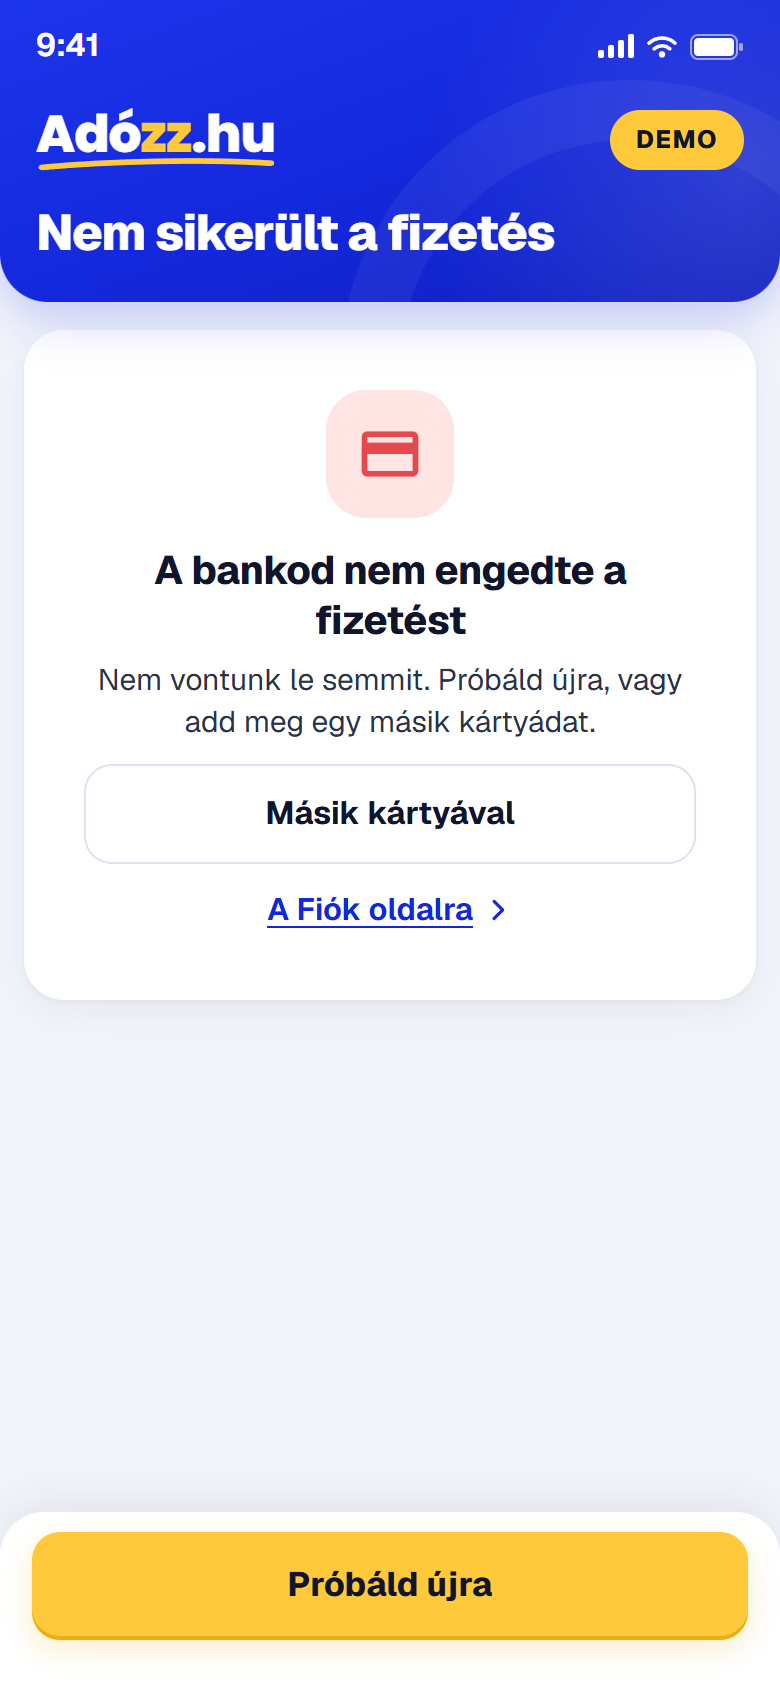 9:41
Adózz.hu
DEMO
Nem sikerült a fizetés
A bankod nem engedte a
fizetést
Nem vontunk le semmit. Próbáld újra, vagy
add meg egy másik kártyádat.
Másik kártyával
A Fiók oldalra
Próbáld újra